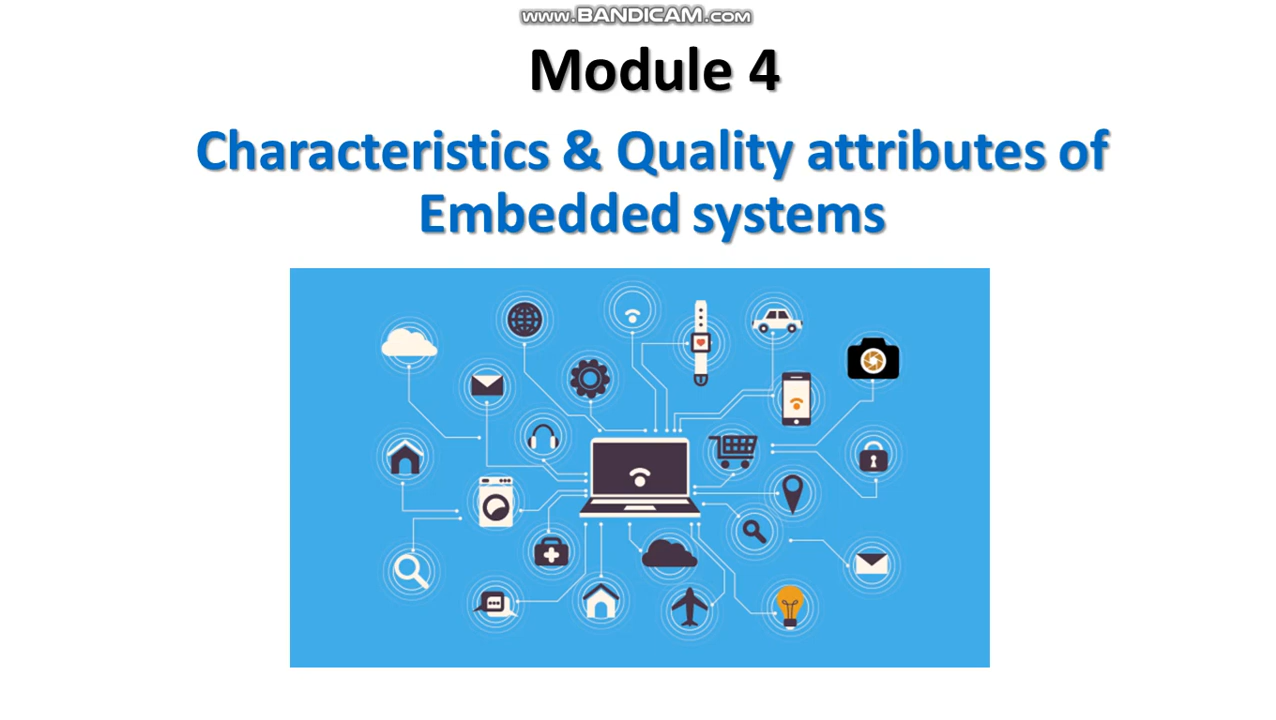 www.BANDICAM.com
Module 4
Characteristics & Quality attributes of
Embedded systems